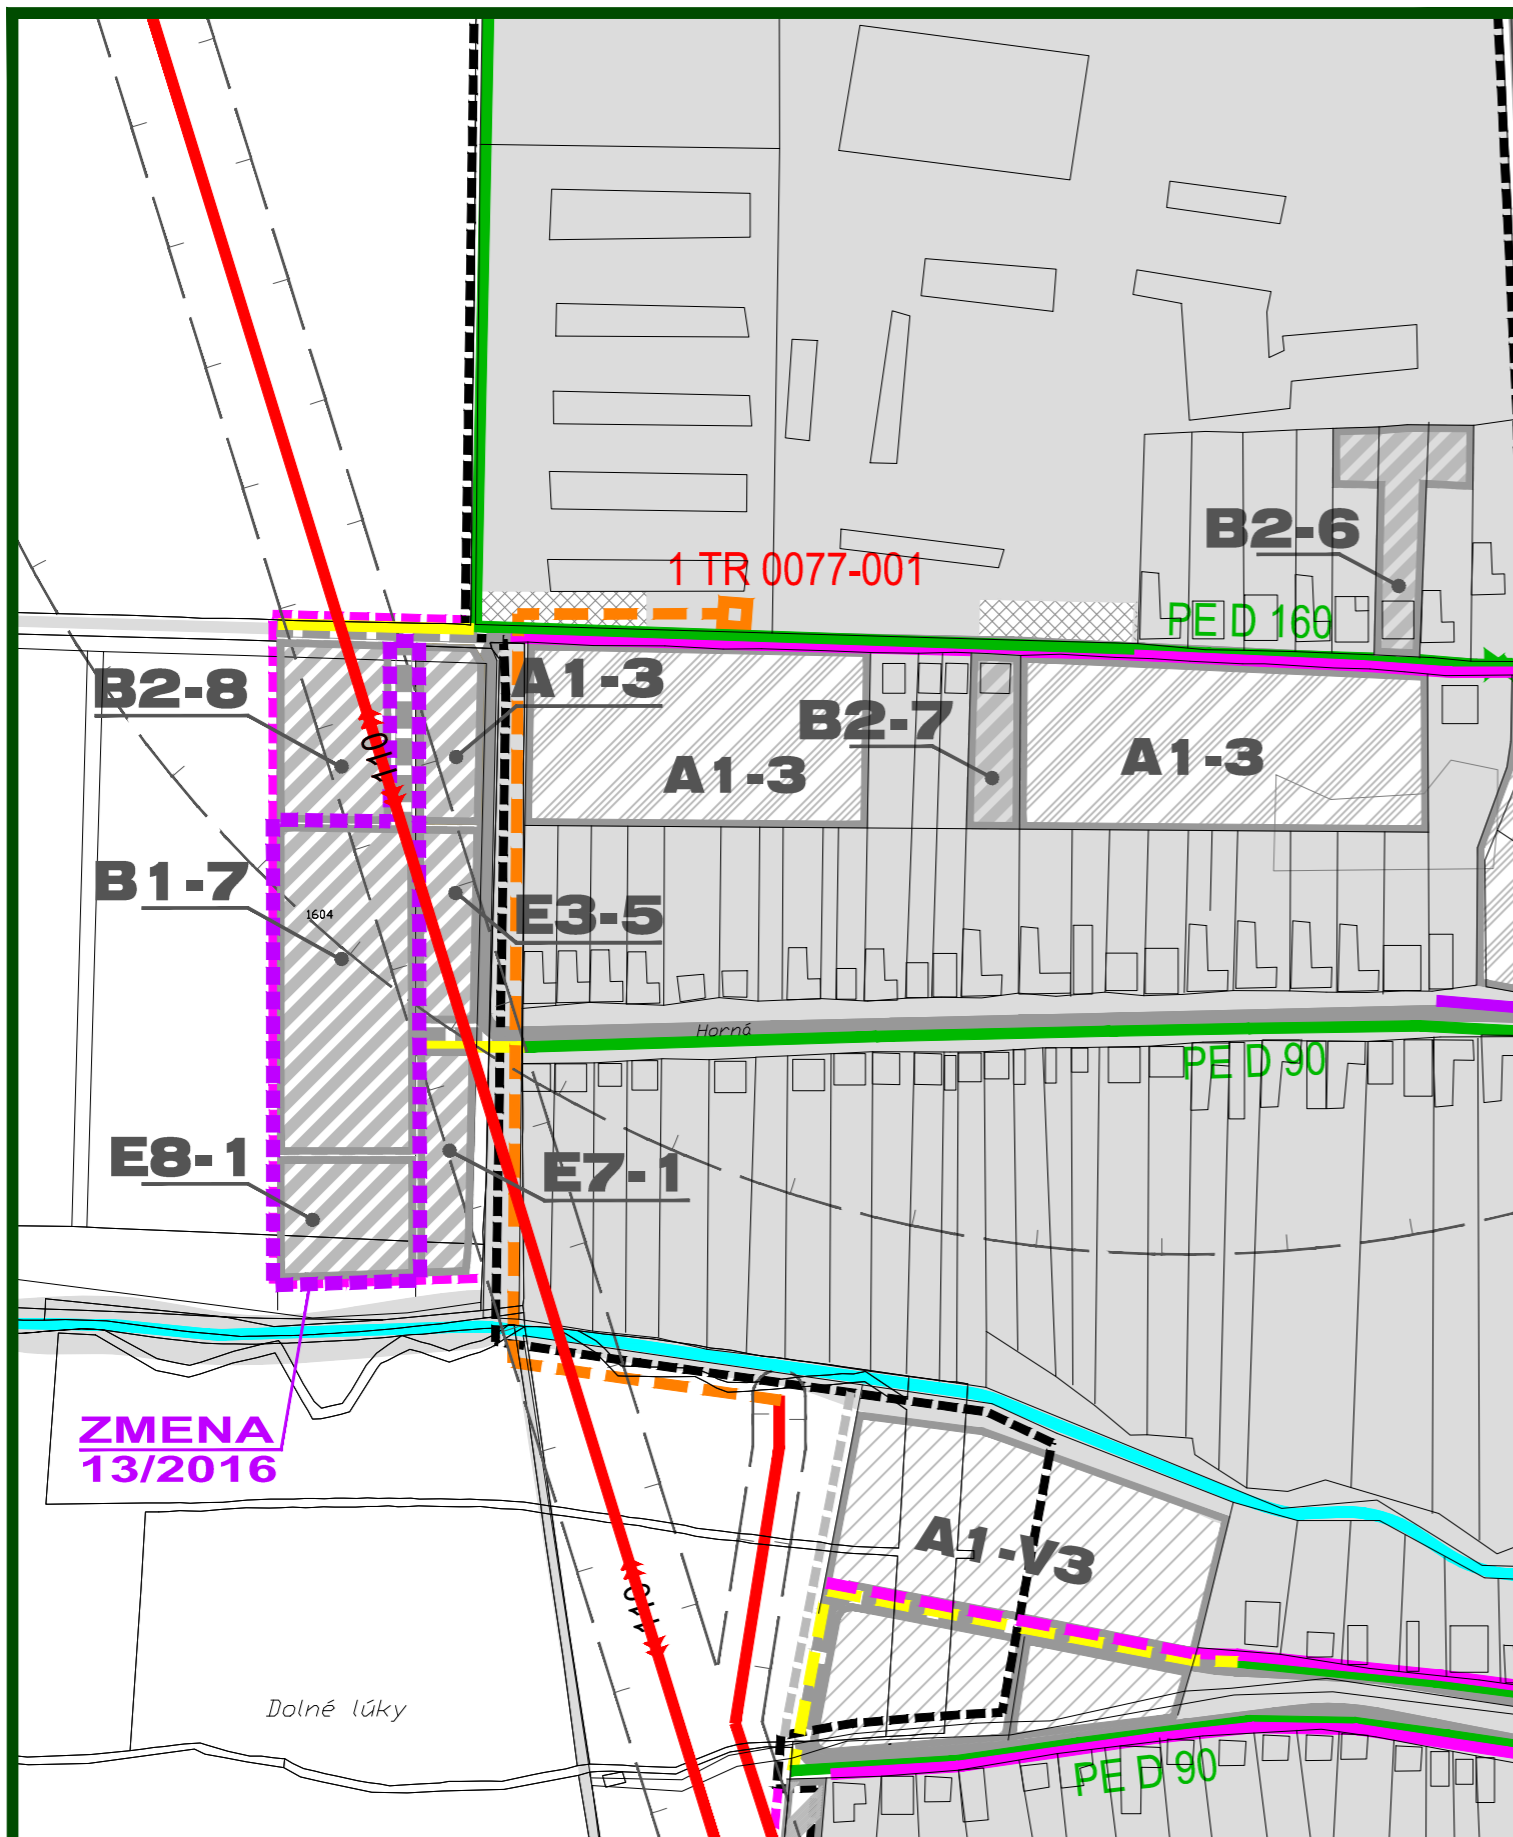 B2-6
1 TR 0077-001
PE D 160
B2-8
A1-3
B2-7
A1-3
A1-3
110
B1-7
E3-5
1604
Horná
PE D 90
E8-1
E7-1
ZMENA
13/2016
A1-V3
110
Dolné lúky
PE D 90